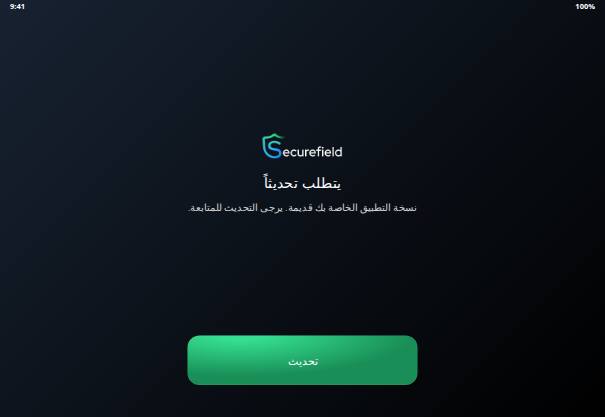 9:41
100%
Securefield
يتطلب تحديثاً
نسخة التطبيق الخاصة بك قديمة. يرجى التحديث للمتابعة.
تحديث